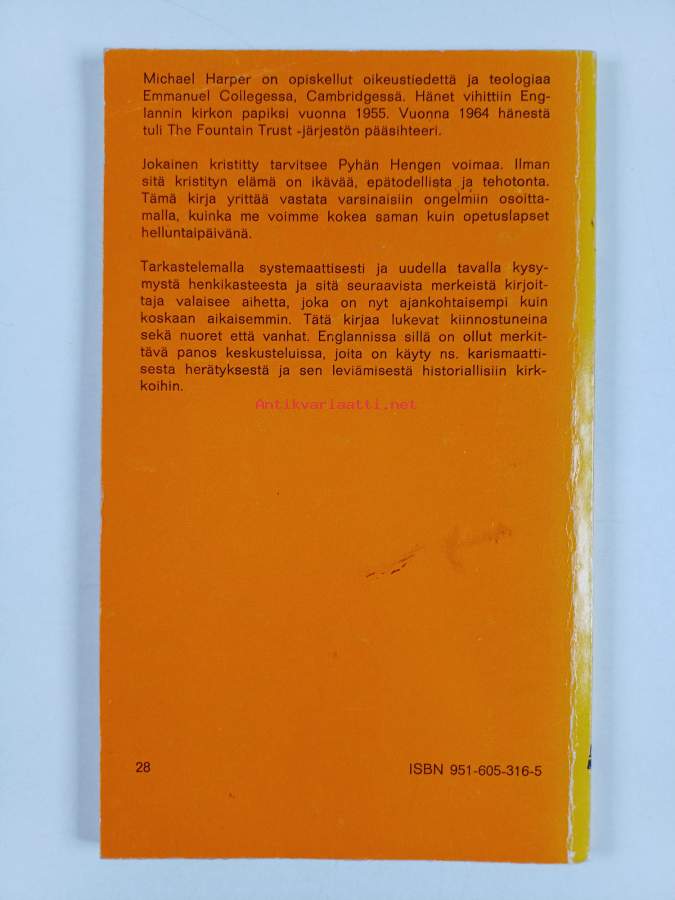 Michael Harper on opiskellut oikeustiedettä ja teologiaa
Emmanuel Collegessa, Cambridgessä. Hänet vihittiin Eng-
lannin kirkon papiksi vuonna 1955. Vuonna 1964 hänestä
tuli The Fountain Trust -järjestön pääsihteeri.
Jokainen kristitty tarvitsee Pyhän Hengen voimaa. Ilman
sitä kristityn elämä on ikävää, epätodellista ja tehotonta.
Tämä kirja yrittää vastata varsinaisiin ongelmiin osoitta-
malla, kuinka me voimme kokea saman kuin opetuslapset
helluntaipäivänä.
Tarkastelemalla systemaattisesti ja uudella tavalla kysy-
mystä henkikasteesta ja sitä seuraavista merkeistä kirjoit-
taja valaisee aihetta, joka on nyt ajankohtaisempi kuin
koskaan aikaisemmin. Tätä kirjaa lukevat kiinnostuneina
sekä nuoret että vanhat. Englannissa sillä on ollut merkit-
tävä panos keskusteluissa, joita on käyty ns. karismaatti-
sesta herätyksestä ja sen leviämisestä historiallisiin kirk-
koihin.
Antikvariaatti.net
28
ISBN 951-605-316-5